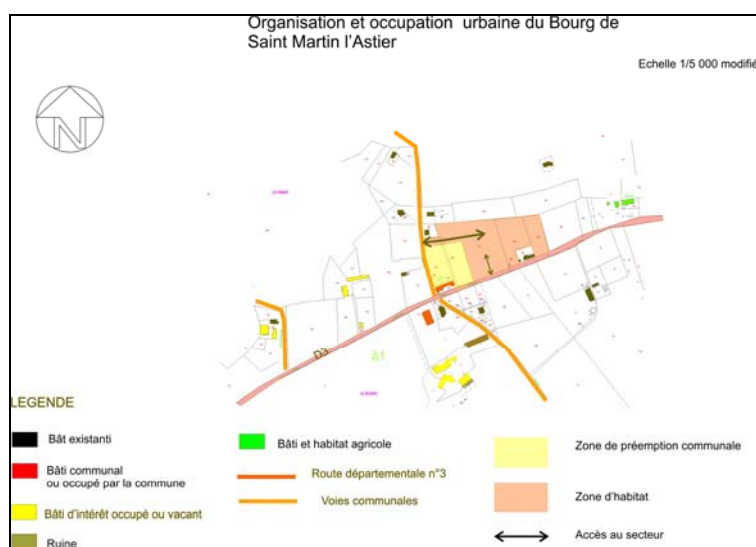 Organisation et occupation urbaine du Bourg de
Saint Martin l'Astier
Echelle 1/5 000 modifié
N
D3
A1
LEGENDE
Bât existanti
Bâti communal
ou occupé par la commune
Bâti d'intérêt occupé ou vacant
Ruine
Bâti et habitat agricole
Route départementale n°3
Voies communales
Zone de préemption communale
Zone d'habitat
Accès au secteur